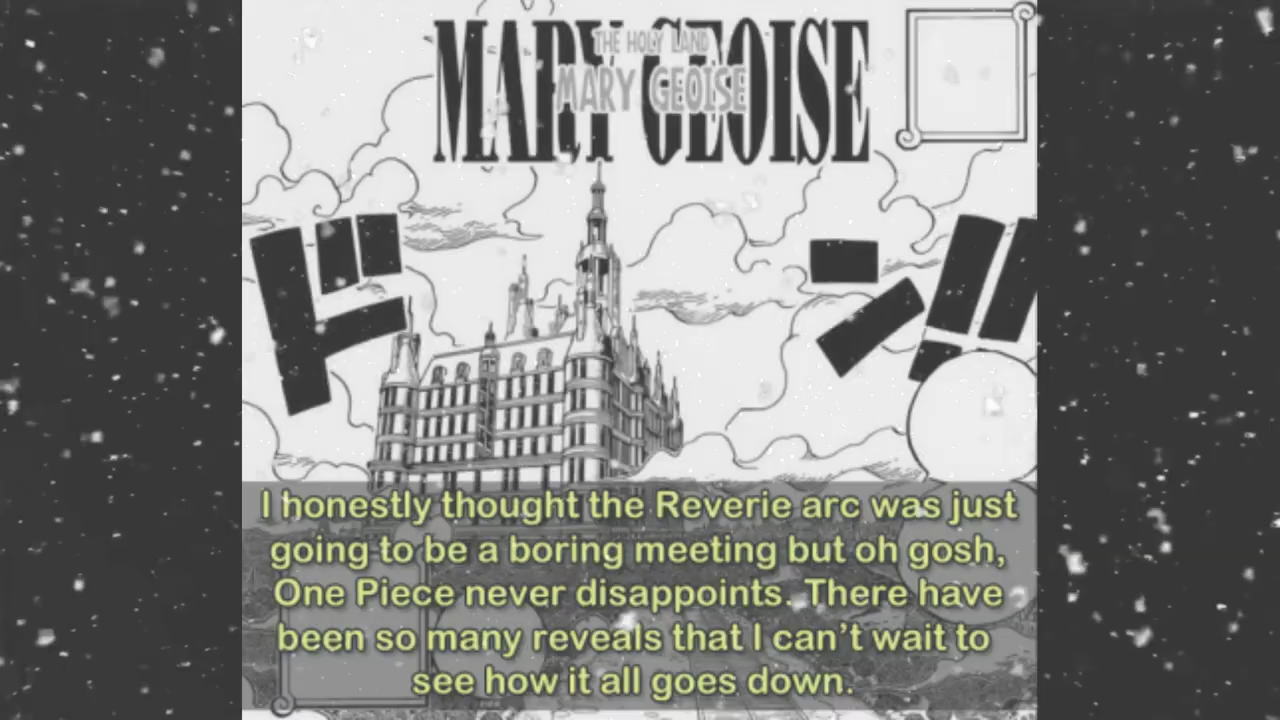 MARY GEOISE
THE HOLY LAND
MARY GEOISE
ドン!!
I honestly thought the Reverie arc was just
going to be a boring meeting but oh gosh,
One Piece never disappoints. There have
been so many reveals that I can’t wait to
see how it all goes down.